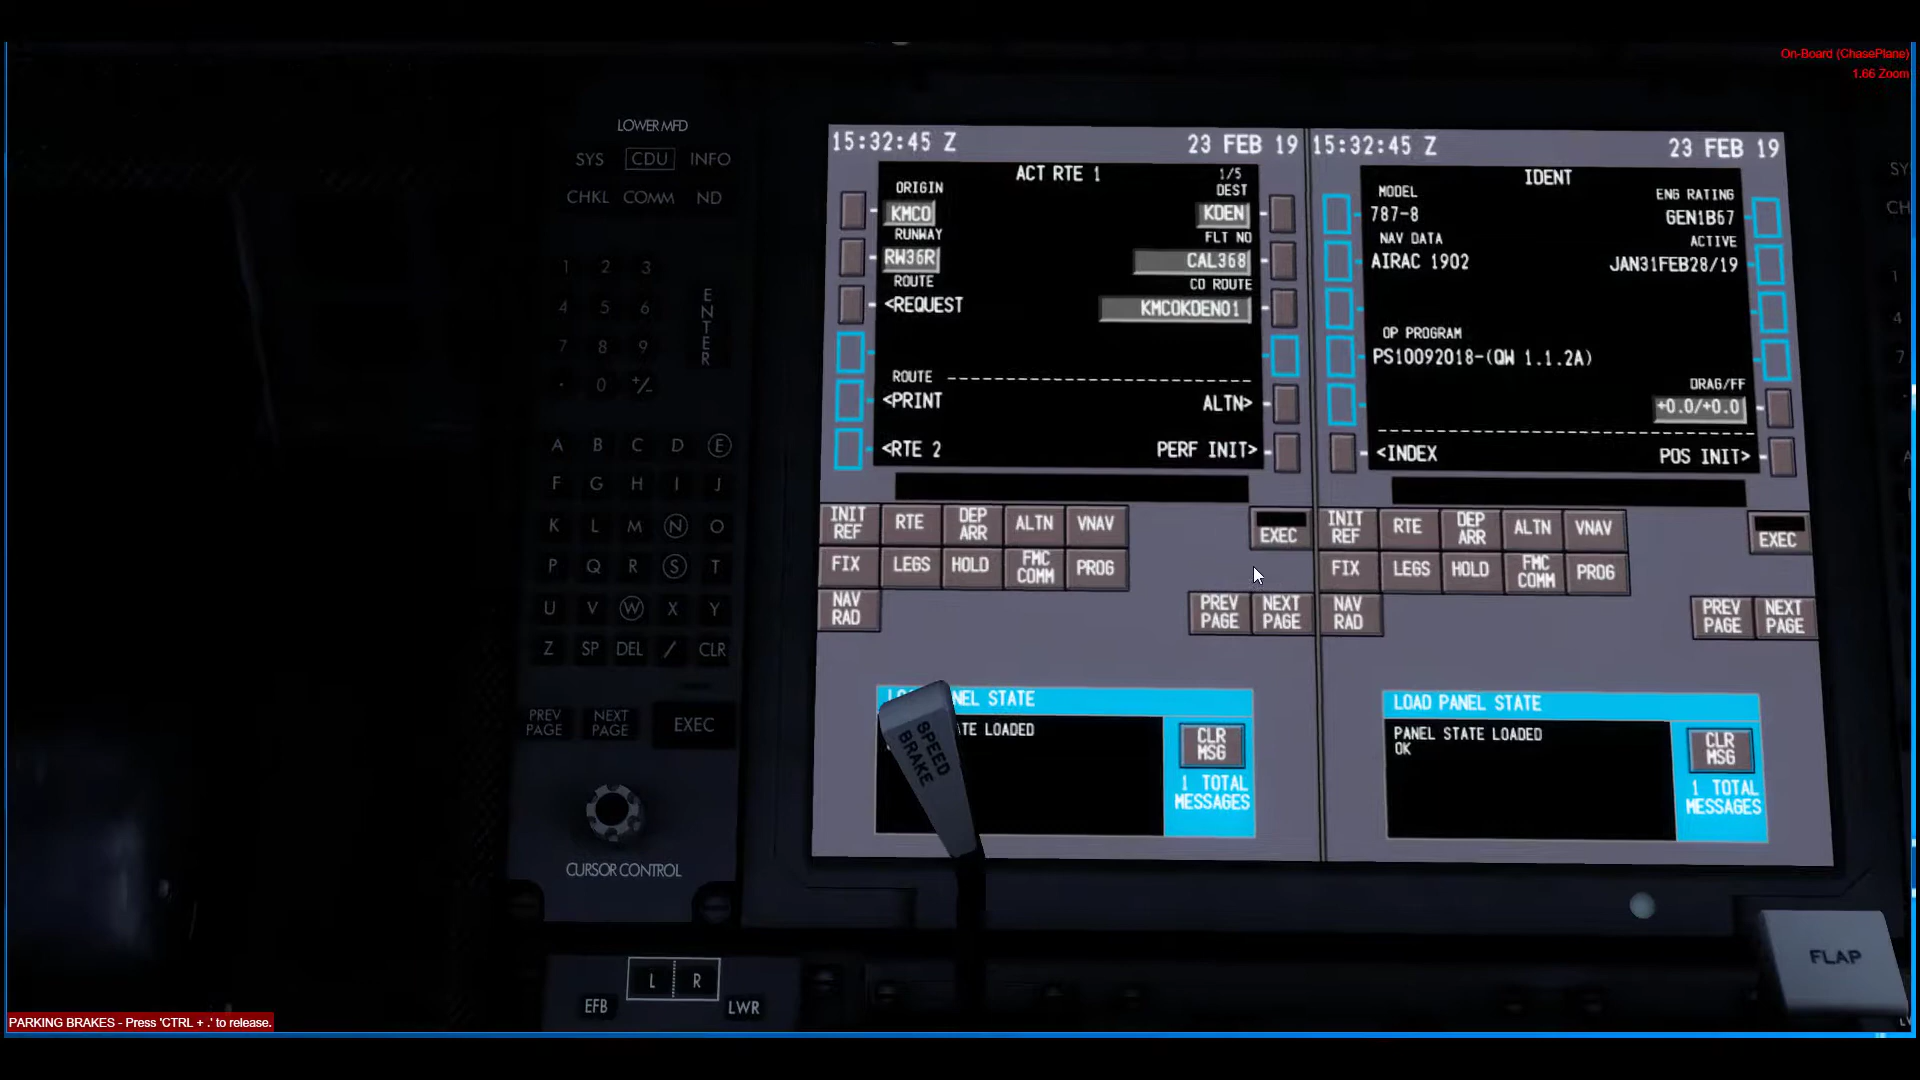 On-Board (ChasePlane)
1.66 Zoom
LOWER MFD
SYS CDU INFO
CHKL COMM ND
1 2 3
4 5 6
7 8 9
. 0 +/-
ENTER
A B C D E
F G H I J
K L M N O
P Q R S T
U V W X Y
Z SP DEL / CLR
PREV PAGE
NEXT PAGE
EXEC
CURSOR CONTROL
L R
EFB LWR
15:32:45 Z 23 FEB 19
ACT RTE 1 1/5
ORIGIN DEST
KMCO KDEN
RUNWAY FLT NO
RW36R CAL368
ROUTE CO ROUTE
<REQUEST KMCOKDEN01
ROUTE --------------------------------
<PRINT ALTN>
<RTE 2 PERF INIT>
INIT REF
RTE
DEP ARR
ALTN
VNAV
EXEC
FIX
LEGS
HOLD
FMC COMM
PROG
NAV RAD
PREV PAGE
NEXT PAGE
NEL STATE
TE LOADED
CLR MSG
1 TOTAL
MESSAGES
SPEED
BRAKE
15:32:45 Z 23 FEB 19
IDENT
MODEL ENG RATING
787-8 GEN1B67
NAV DATA ACTIVE
AIRAC 1902 JAN31FEB28/19
OP PROGRAM
PS10092018-(QW 1.1.2A)
DRAG/FF
+0.0/+0.0
<INDEX POS INIT>
INIT REF
RTE
DEP ARR
ALTN
VNAV
EXEC
FIX
LEGS
HOLD
FMC COMM
PROG
NAV RAD
PREV PAGE
NEXT PAGE
LOAD PANEL STATE
PANEL STATE LOADED
OK
CLR MSG
1 TOTAL
MESSAGES
SY
CH
1
4
7
FLAP
PARKING BRAKES - Press 'CTRL + .' to release.